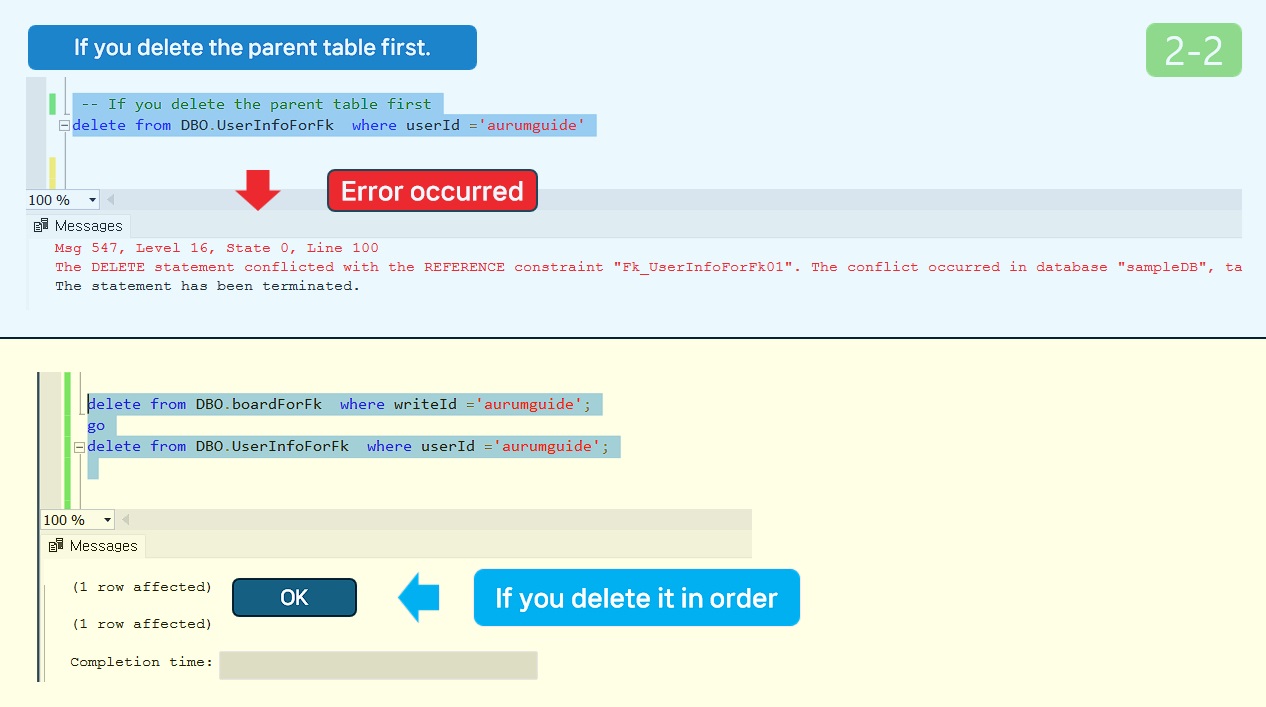 If you delete the parent table first.
2-2
-- If you delete the parent table first
delete from DBO.UserInfoForFk  where userId ='aurumguide'
Error occurred
100 %
Messages
Msg 547, Level 16, State 0, Line 100
The DELETE statement conflicted with the REFERENCE constraint "Fk_UserInfoForFk01". The conflict occurred in database "sampleDB", ta
The statement has been terminated.
delete from DBO.boardForFk  where writeId ='aurumguide';
go
delete from DBO.UserInfoForFk  where userId ='aurumguide';
100 %
Messages
(1 row affected)
OK
If you delete it in order
(1 row affected)
Completion time: